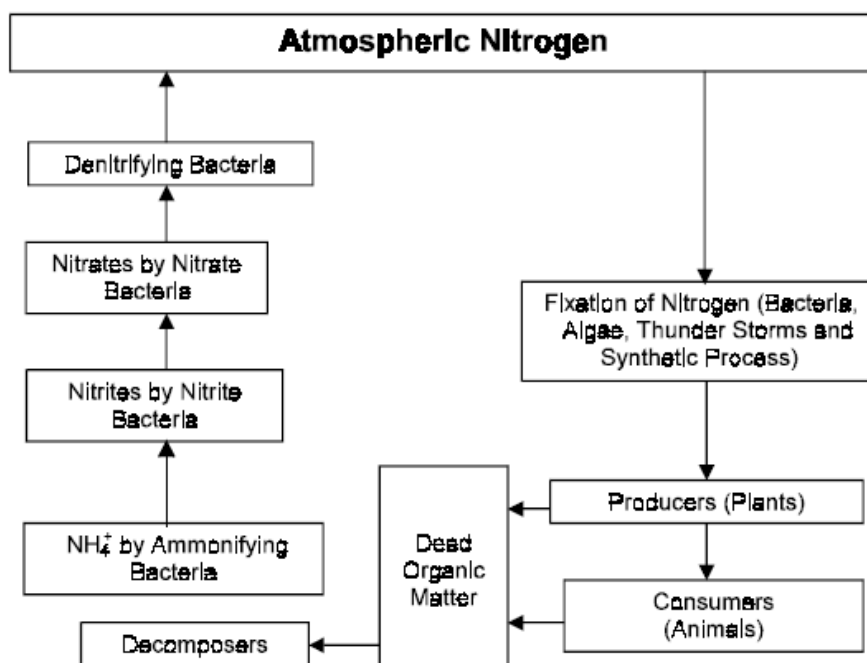 Atmospheric Nitrogen
Denitrifying Bacteria
Nitrates by Nitrate
Bacteria
Fixation of Nitrogen (Bacteria,
Algae, Thunder Storms and
Synthetic Process)
Nitrites by Nitrite
Bacteria
Producers (Plants)
NH₄⁺ by Ammonifying
Bacteria
Dead
Organic
Matter
Consumers
(Animals)
Decomposers